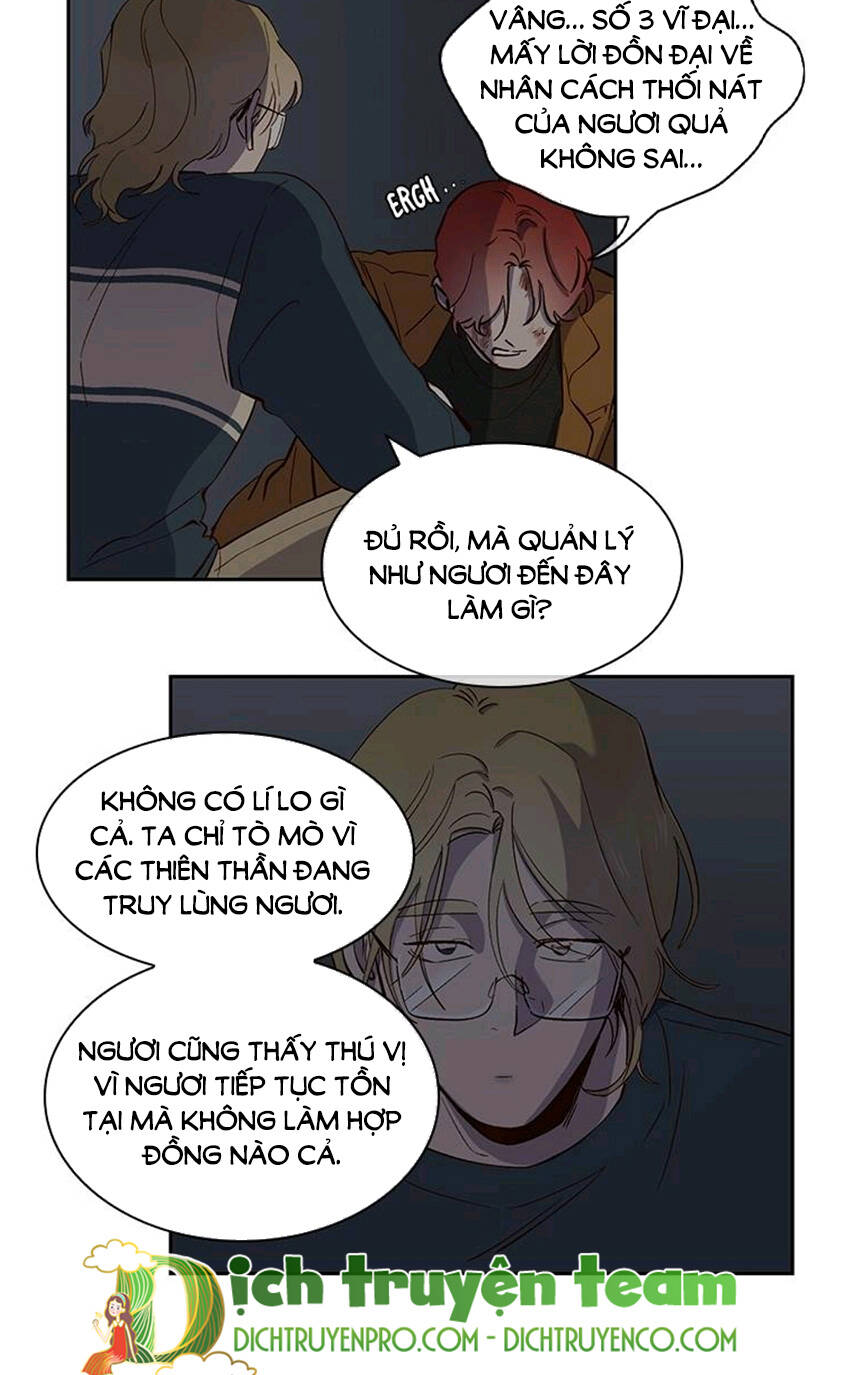 VÂNG... SỐ 3 VĨ ĐẠI...
MẤY LỜI ĐỒN ĐẠI VỀ
NHÂN CÁCH THỐI NÁT
CỦA NGƯƠI QUẢ
KHÔNG SAI...
ERGH..
ĐỦ RỒI, MÀ QUẢN LÝ
NHƯ NGƯƠI ĐẾN ĐÂY
LÀM GÌ?
KHÔNG CÓ LÍ LO GÌ
CẢ. TA CHỈ TÒ MÒ VÌ
CÁC THIÊN THẦN ĐANG
TRUY LÙNG NGƯƠI.
NGƯƠI CŨNG THẤY THÚ VỊ
VÌ NGƯƠI TIẾP TỤC TỒN
TẠI MÀ KHÔNG LÀM HỢP
ĐỒNG NÀO CẢ.
Dịch truyện team
DICHTRUYENPRO.COM - DICHTRUYENCO.COM